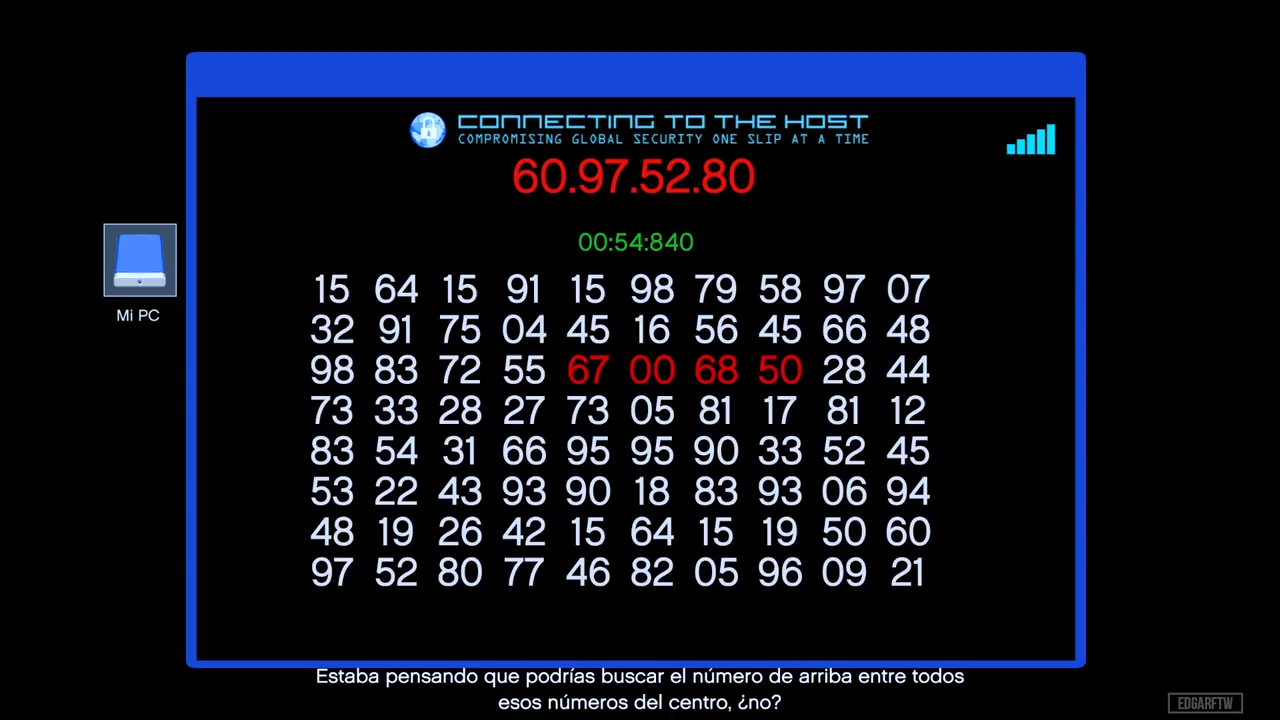 CONNECTING TO THE HOST
COMPROMISING GLOBAL SECURITY ONE SLIP AT A TIME
60.97.52.80
00:54:840
15 64 15 91 15 98 79 58 97 07
32 91 75 04 45 16 56 45 66 48
98 83 72 55 67 00 68 50 28 44
73 33 28 27 73 05 81 17 81 12
83 54 31 66 95 95 90 33 52 45
53 22 43 93 90 18 83 93 06 94
48 19 26 42 15 64 15 19 50 60
97 52 80 77 46 82 05 96 09 21
Mi PC
Estaba pensando que podrías buscar el número de arriba entre todos
esos números del centro, ¿no?
EDGARFTW